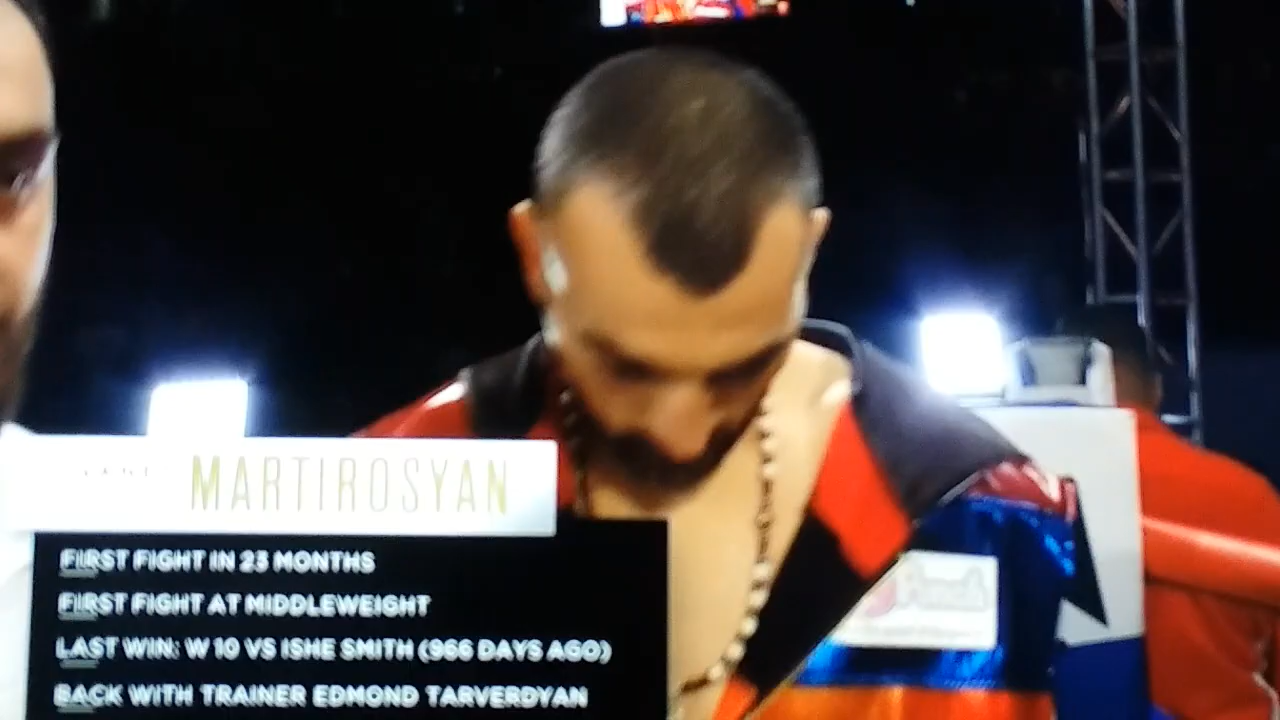 MARTIROSYAN
FIRST FIGHT IN 23 MONTHS
FIRST FIGHT AT MIDDLEWEIGHT
LAST WIN: W 10 VS ISHE SMITH (966 DAYS AGO)
BACK WITH TRAINER EDMOND TARVERDYAN